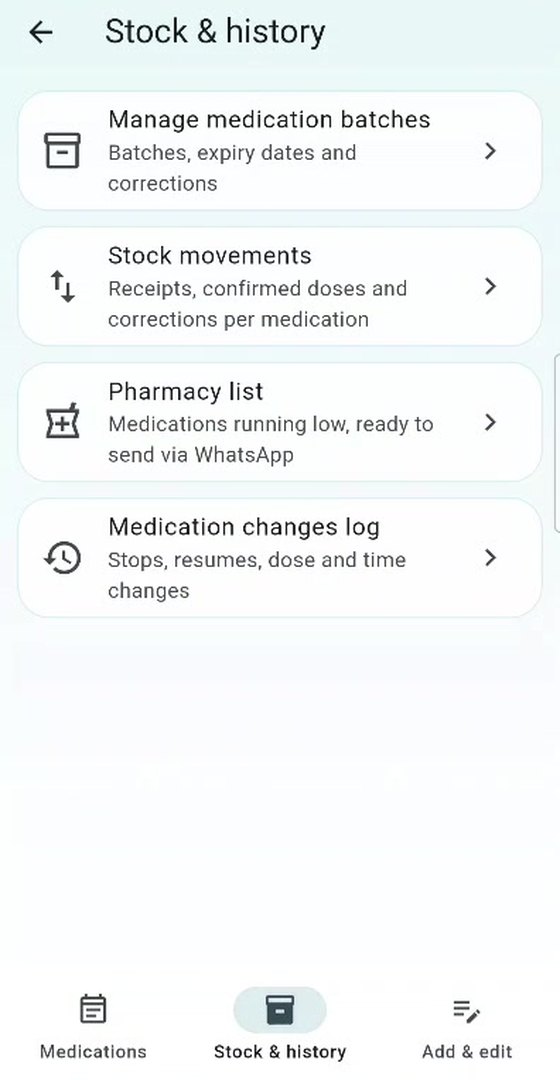 Stock & history
Manage medication batches
Batches, expiry dates and
corrections
Stock movements
Receipts, confirmed doses and
corrections per medication
Pharmacy list
Medications running low, ready to
send via WhatsApp
Medication changes log
Stops, resumes, dose and time
changes
Medications
Stock & history
Add & edit